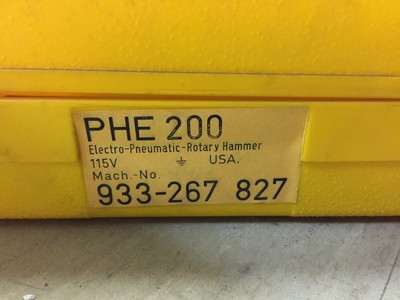 PHE 200
Electro-Pneumatic-Rotary Hammer
115V ⏚ USA.
Mach.-No.
933-267 827